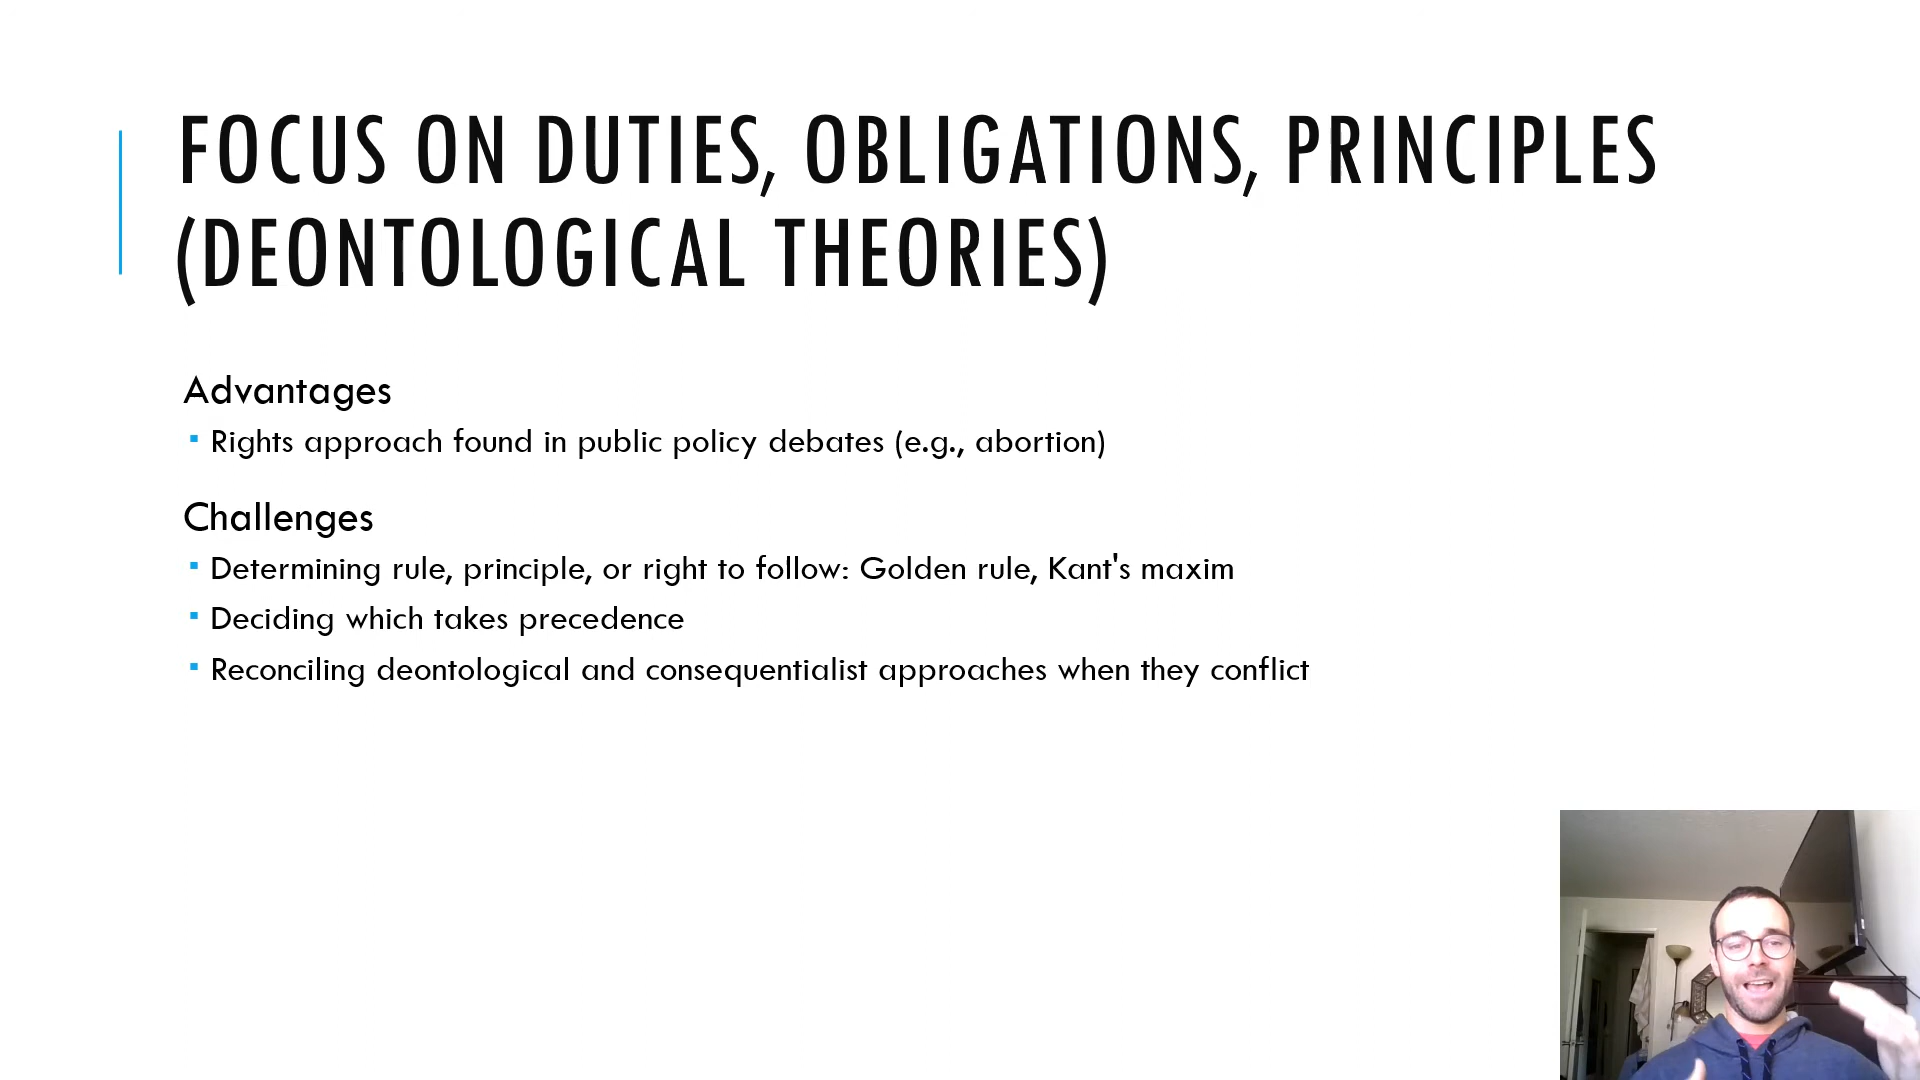 FOCUS ON DUTIES, OBLIGATIONS, PRINCIPLES
(DEONTOLOGICAL THEORIES)
Advantages
▪ Rights approach found in public policy debates (e.g., abortion)
Challenges
▪ Determining rule, principle, or right to follow: Golden rule, Kant's maxim
▪ Deciding which takes precedence
▪ Reconciling deontological and consequentialist approaches when they conflict